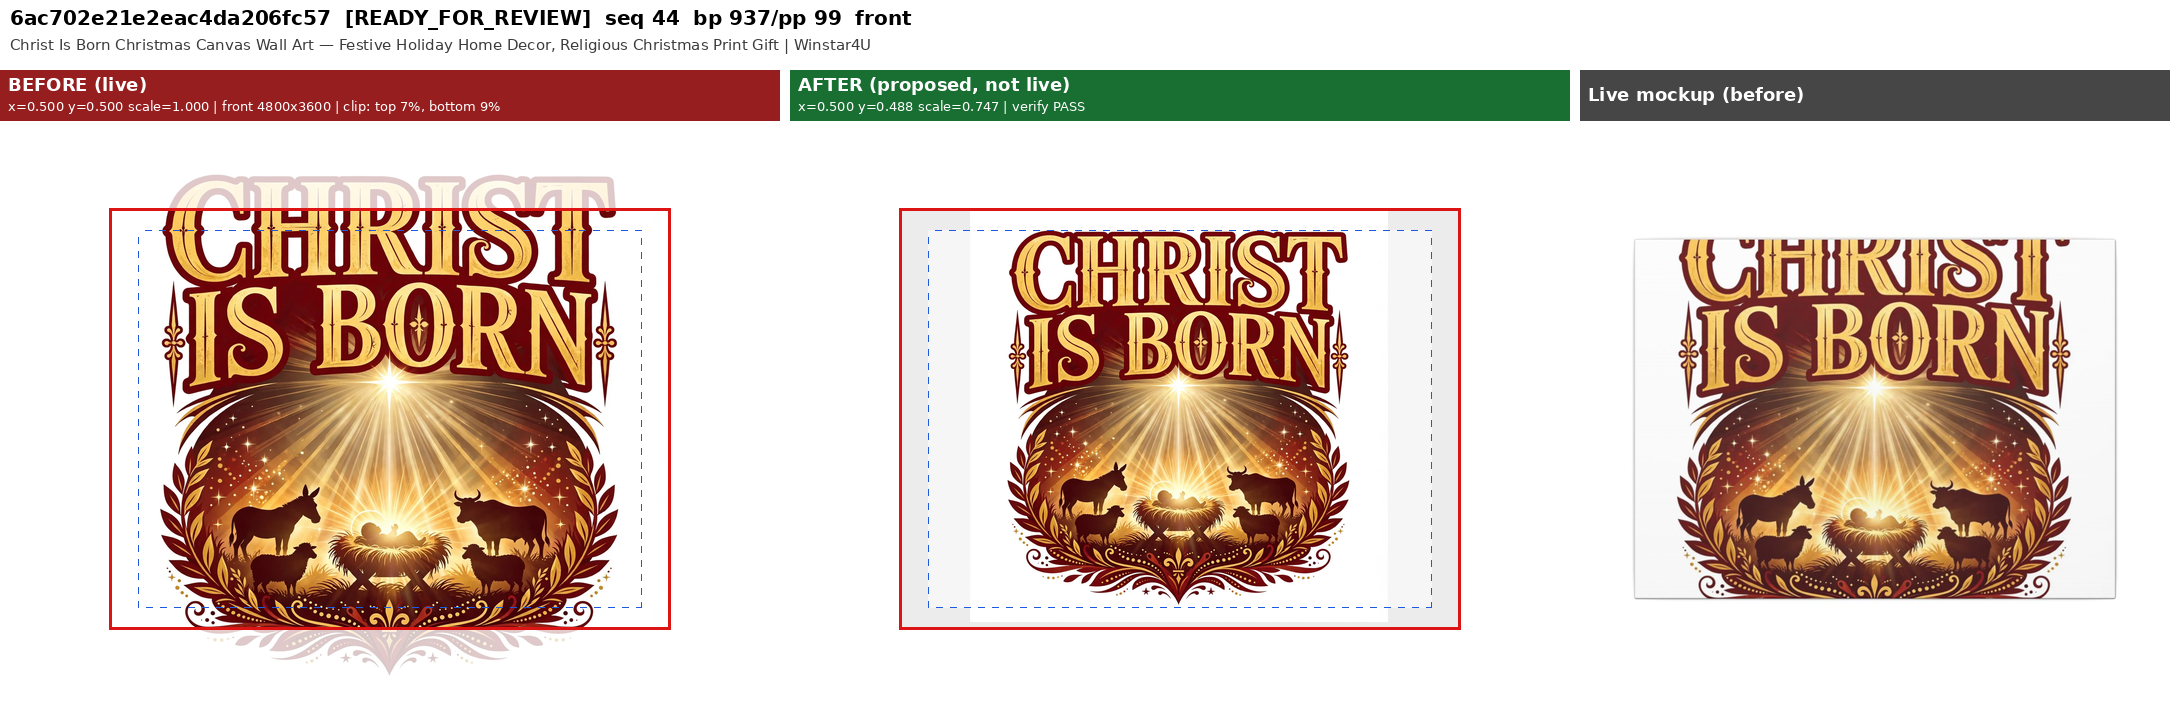 6ac702e21e2eac4da206fc57 [READY_FOR_REVIEW] seq 44 bp 937/pp 99 front
Christ Is Born Christmas Canvas Wall Art — Festive Holiday Home Decor, Religious Christmas Print Gift | Winstar4U
BEFORE (live)
x=0.500 y=0.500 scale=1.000 | front 4800x3600 | clip: top 7%, bottom 9%
AFTER (proposed, not live)
x=0.500 y=0.488 scale=0.747 | verify PASS
Live mockup (before)
CHRIST
IS BORN
CHRIST
IS BORN
CHRIST
IS BORN